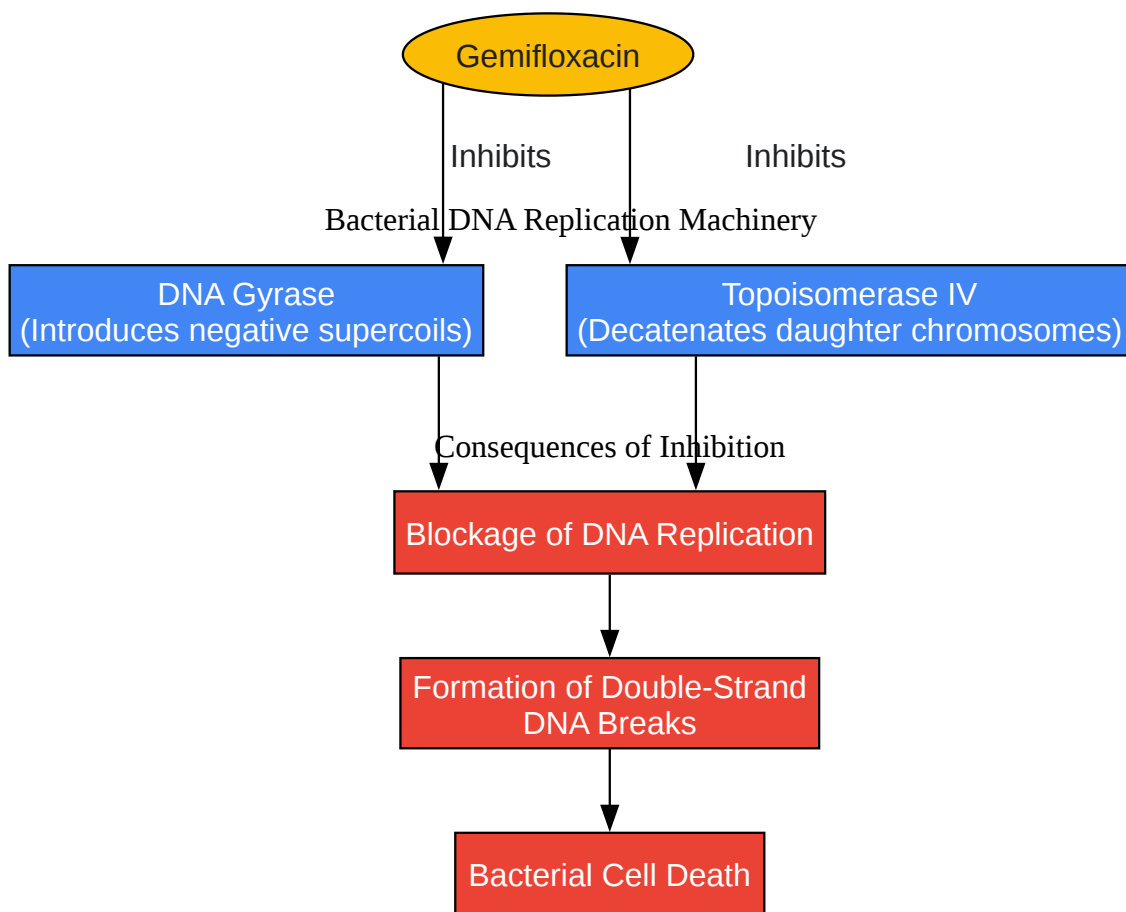 Gemifloxacin
Inhibits
Inhibits
Bacterial DNA Replication Machinery
DNA Gyrase
(Introduces negative supercoils)
Topoisomerase IV
(Decatenates daughter chromosomes)
Consequences of Inhibition
Blockage of DNA Replication
Formation of Double-Strand
DNA Breaks
Bacterial Cell Death